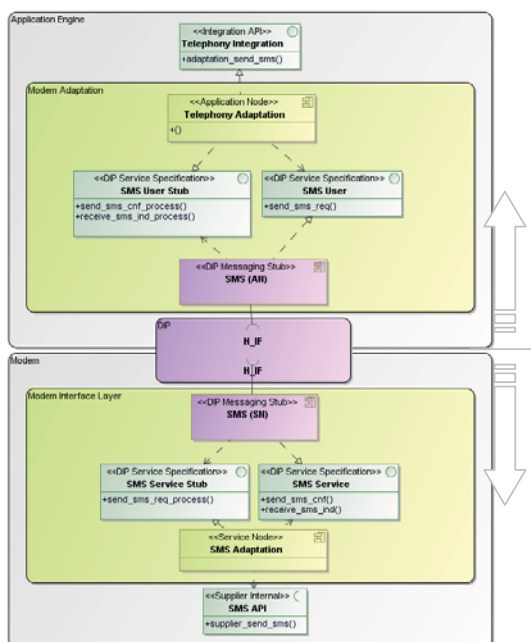 Application Engine
<<Integration API>>
Telephony Integration
+adaptation_send_sms()
Modem Adaptation
<<Application Node>>
Telephony Adaptation
+()
<<DIP Service Specification>>
SMS User Stub
+send_sms_cnf_process()
+receive_sms_ind_process()
<<DIP Service Specification>>
SMS User
+send_sms_req()
<<DIP Messaging Stub>>
SMS (AN)
DIP
H_IF
H_IF
Modem
Modem Interface Layer
<<DIP Messaging Stub>>
SMS (SN)
<<DIP Service Specification>>
SMS Service Stub
+send_sms_req_process()
<<DIP Service Specification>>
SMS Service
+send_sms_cnf()
+receive_sms_ind()
<<Service Node>>
SMS Adaptation
<<Supplier Internal>>
SMS API
+supplier_send_sms()